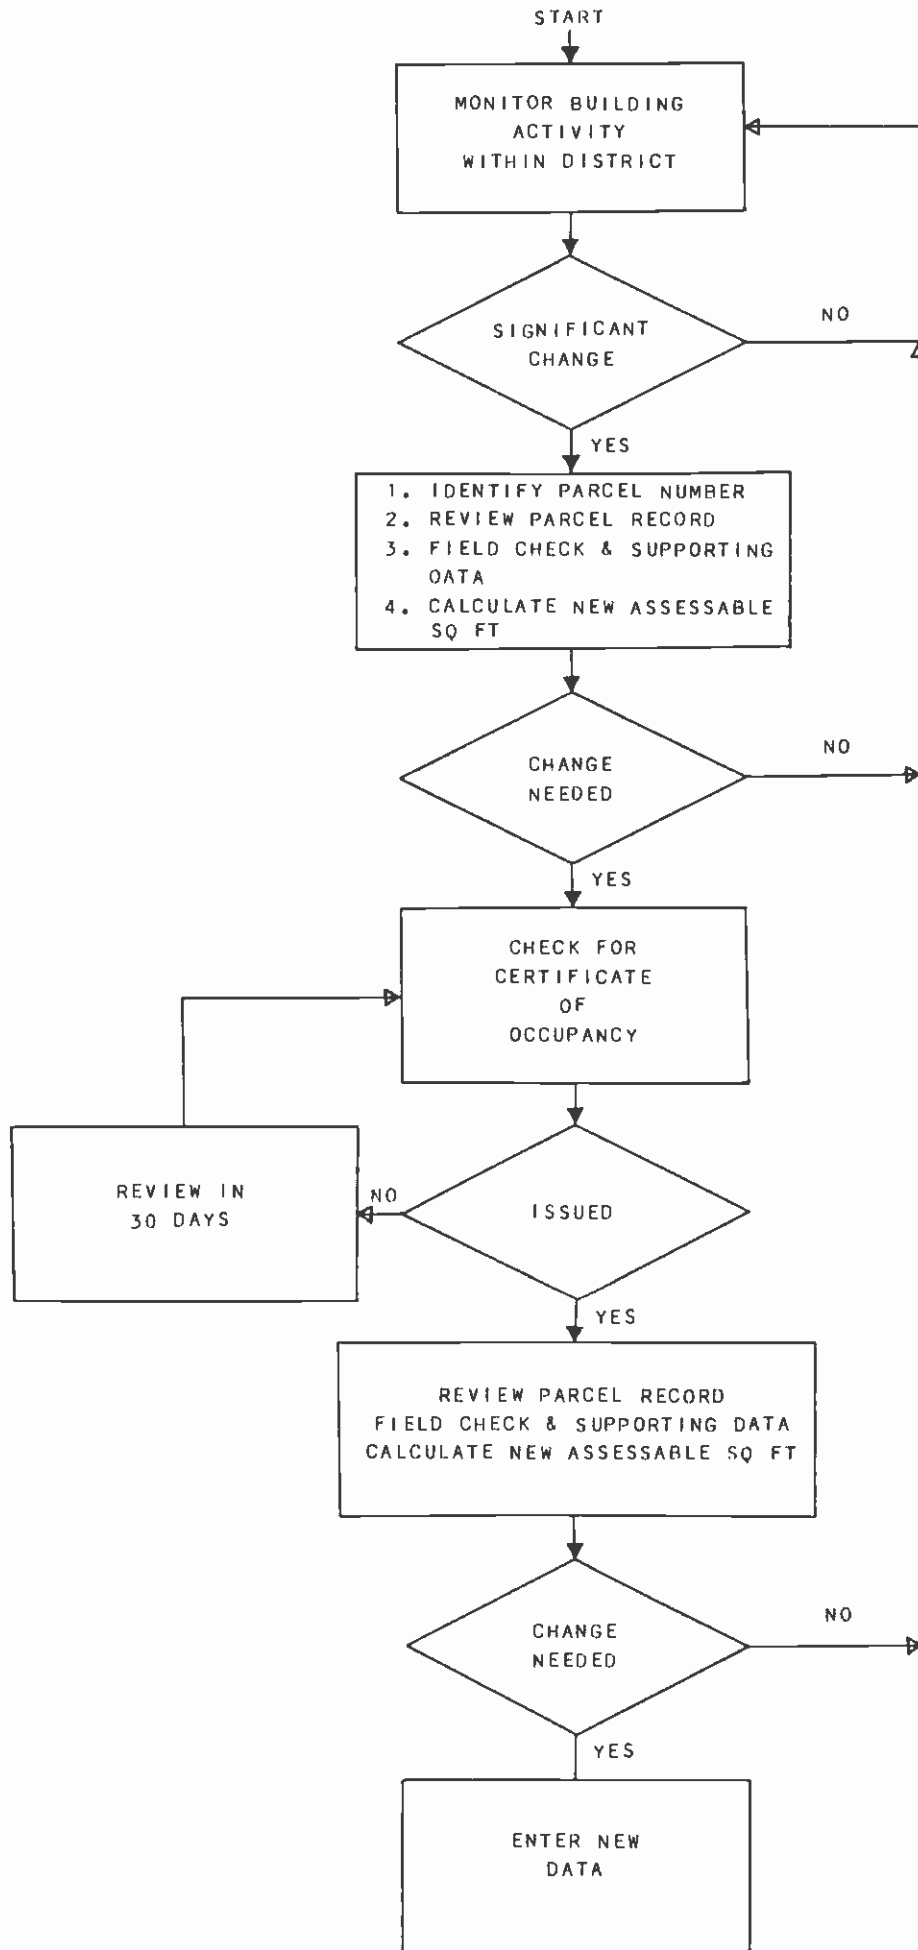 START
MONITOR BUILDING
ACTIVITY
WITHIN DISTRICT
SIGNIFICANT
CHANGE
NO
YES
1. IDENTIFY PARCEL NUMBER
2. REVIEW PARCEL RECORD
3. FIELD CHECK & SUPPORTING
DATA
4. CALCULATE NEW ASSESSABLE
SQ FT
CHANGE
NEEDED
NO
YES
CHECK FOR
CERTIFICATE
OF
OCCUPANCY
REVIEW IN
30 DAYS
NO
ISSUED
YES
REVIEW PARCEL RECORD
FIELD CHECK & SUPPORTING DATA
CALCULATE NEW ASSESSABLE SQ FT
CHANGE
NEEDED
NO
YES
ENTER NEW
DATA